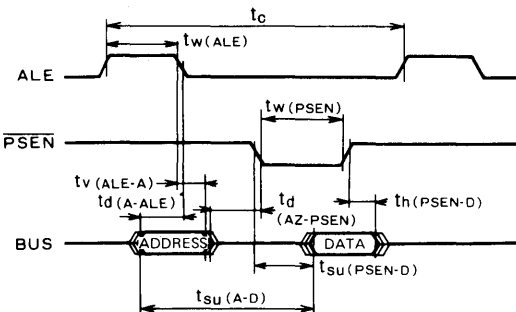 tc
tw(ALE)
ALE
tw(PSEN)
PSEN
tv(ALE-A)
td(A-ALE)
td(AZ-PSEN)
th(PSEN-D)
BUS
ADDRESS
DATA
tsu(PSEN-D)
tsu(A-D)